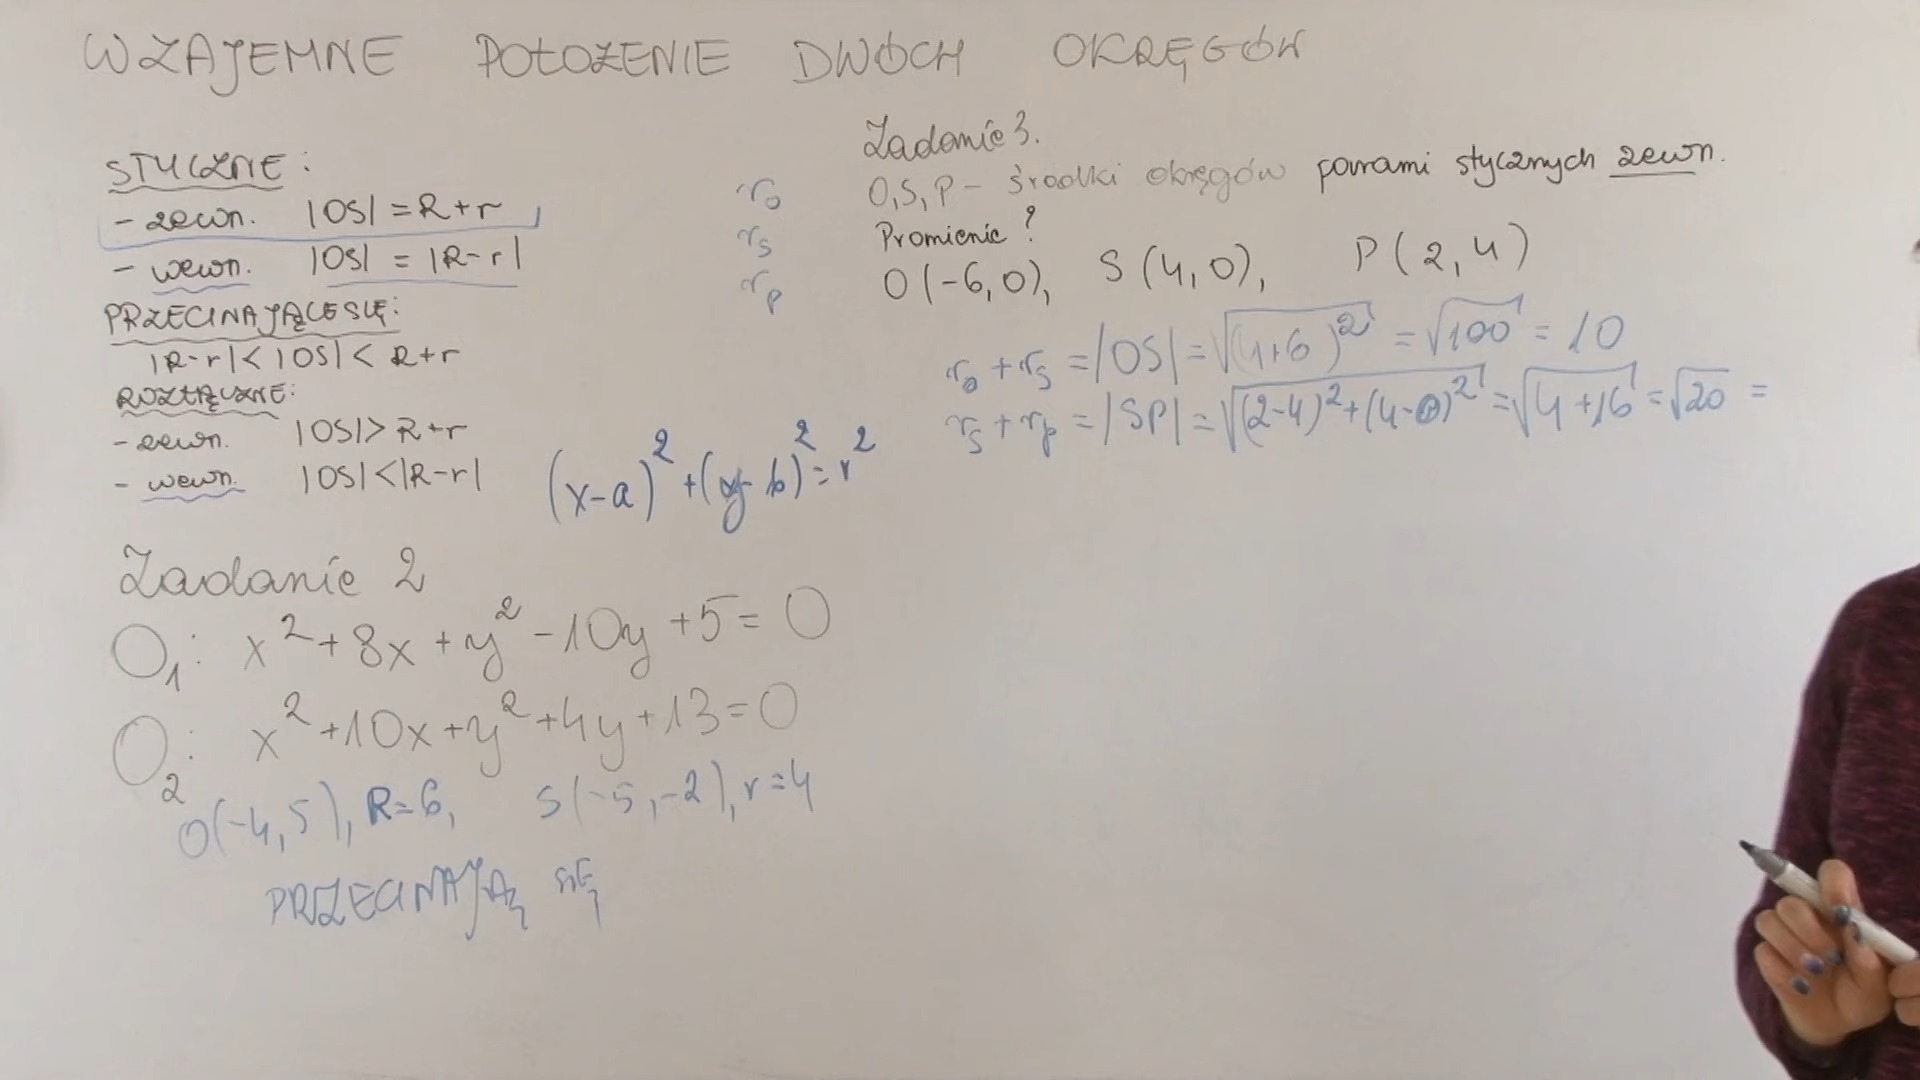 WZAJEMNE POŁOŻENIE DWÓCH OKRĘGÓW
STYCZNE:
- zewn. |OS| = R+r
- wewn. |OS| = |R-r|
PRZECINAJĄCE SIĘ:
|R-r| < |OS| < R+r
ROZŁĄCZNE:
- zewn. |OS| > R+r
- wewn. |OS| < |R-r|
(x-a)² + (y-b)² = r²
Zadanie 2
O₁: x² + 8x + y² - 10y + 5 = 0
O₂: x² + 10x + y² + 4y + 13 = 0
O(-4,5), R=6, S(-5,-2), r=4
PRZECINAJĄ SIĘ
Zadanie 3.
r₀ O,S,P - środki okręgów parami stycznych zewn.
rₛ Promienie?
rₚ O(-6,0), S(4,0), P(2,4)
r₀ + rₛ = |OS| = √(4+6)² = √100 = 10
rₛ + rₚ = |SP| = √(2-4)² + (4-0)² = √4+16 = √20 =